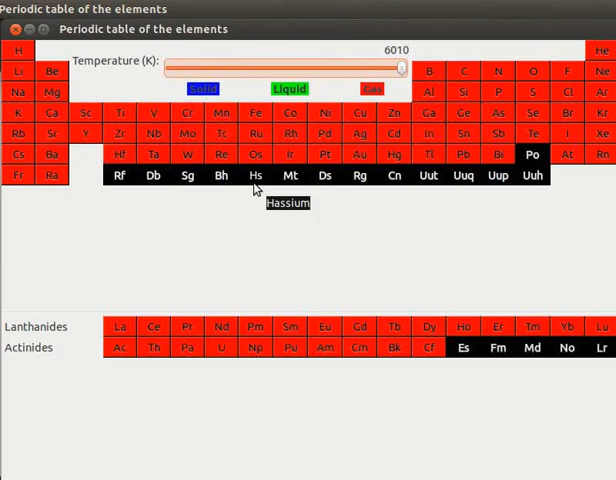 Periodic table of the elements
Periodic table of the elements
H
6010
He
Temperature (K):
Li Be B C N O F Ne
Solid Liquid Gas
Na Mg Al Si P S Cl Ar
K Ca Sc Ti V Cr Mn Fe Co Ni Cu Zn Ga Ge As Se Br Kr
Rb Sr Y Zr Nb Mo Tc Ru Rh Pd Ag Cd In Sn Sb Te I Xe
Cs Ba Hf Ta W Re Os Ir Pt Au Hg Tl Pb Bi Po At Rn
Fr Ra Rf Db Sg Bh Hs Mt Ds Rg Cn Uut Uuq Uup Uuh
Hassium
Lanthanides La Ce Pr Nd Pm Sm Eu Gd Tb Dy Ho Er Tm Yb Lu
Actinides Ac Th Pa U Np Pu Am Cm Bk Cf Es Fm Md No Lr